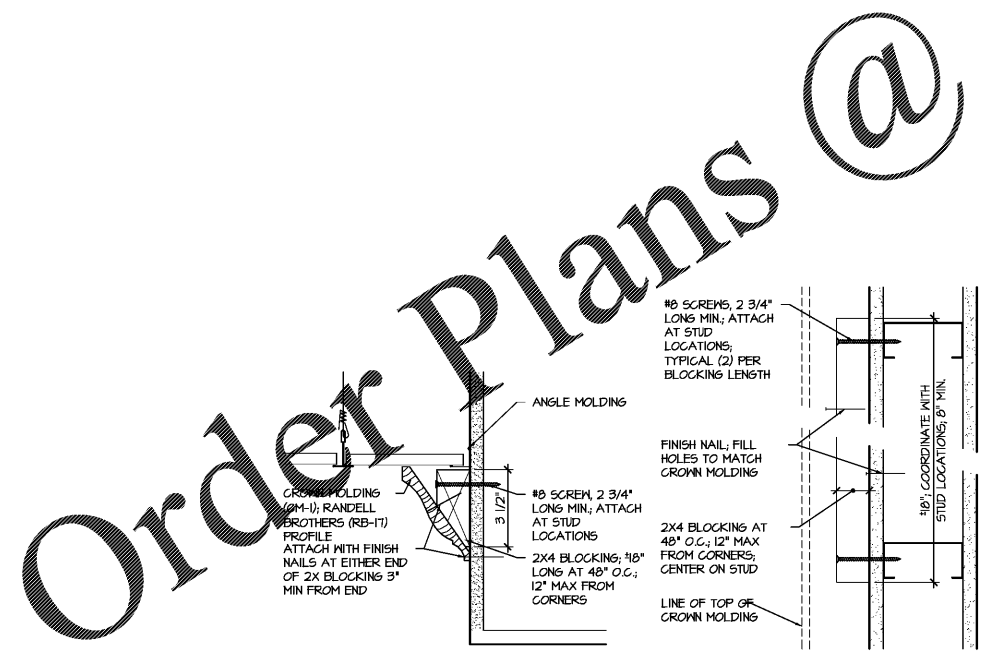 Order Plans @
#8 SCREWS, 2 3/4"
LONG MIN.; ATTACH
AT STUD
LOCATIONS;
TYPICAL (2) PER
BLOCKING LENGTH
ANGLE MOLDING
FINISH NAIL; FILL
HOLES TO MATCH
CROWN MOLDING
CROWN MOLDING
(CM-1); RANDELL
BROTHERS (RB-17)
PROFILE
ATTACH WITH FINISH
NAILS AT EITHER END
OF 2X BLOCKING 3"
MIN FROM END
3 1/2"
#8 SCREW, 2 3/4"
LONG MIN.; ATTACH
AT STUD
LOCATIONS
2X4 BLOCKING; ±18"
LONG AT 48" O.C.;
12" MAX FROM
CORNERS
2X4 BLOCKING AT
48" O.C.; 12" MAX
FROM CORNERS;
CENTER ON STUD
LINE OF TOP OF
CROWN MOLDING
±18"; COORDINATE WITH
STUD LOCATIONS; 8" MIN.